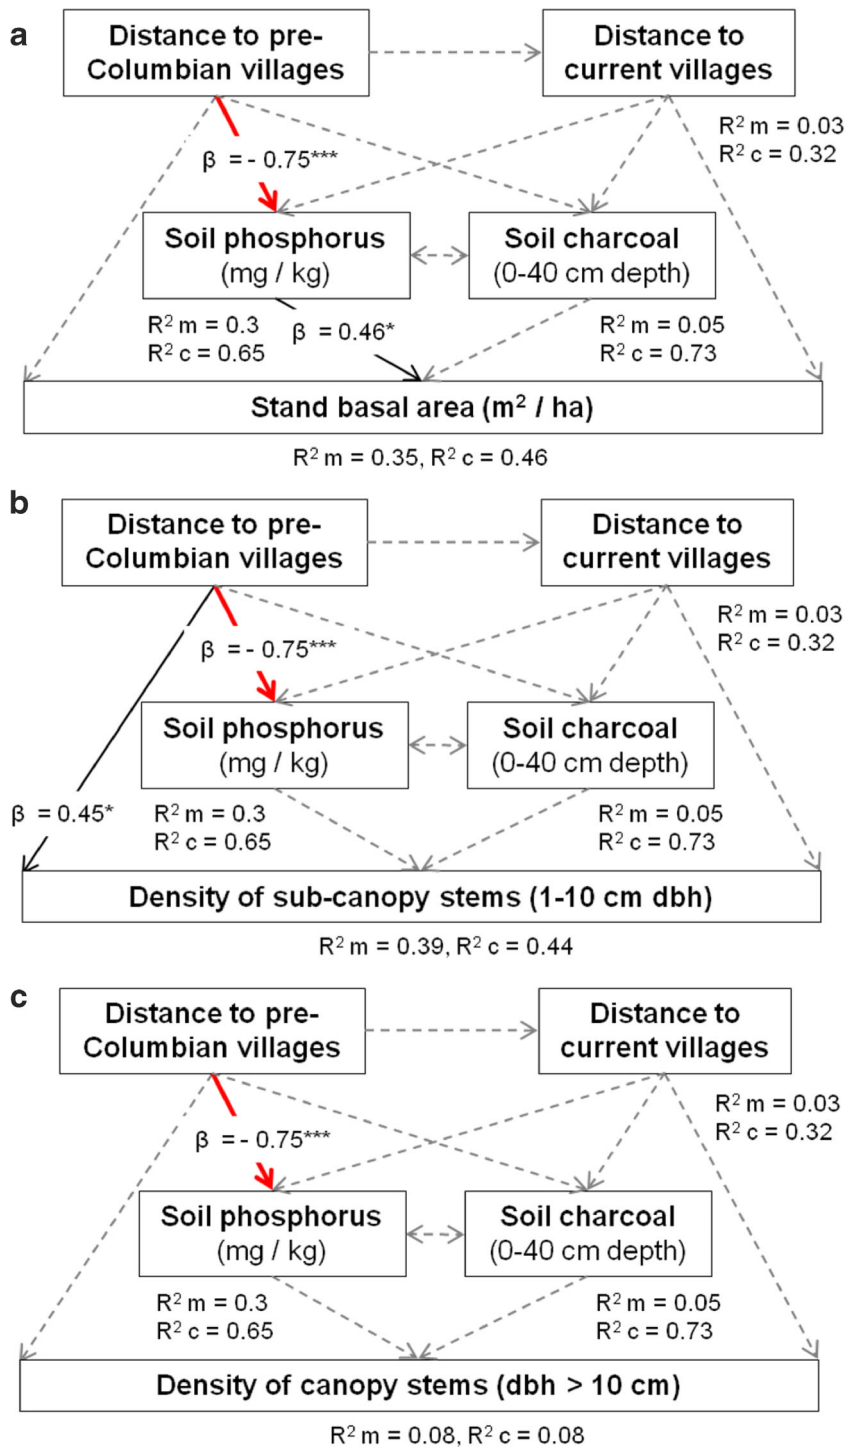 a
Distance to pre-
Columbian villages
Distance to
current villages
R² m = 0.03
R² c = 0.32
β = - 0.75***
Soil phosphorus
(mg / kg)
Soil charcoal
(0-40 cm depth)
R² m = 0.3
R² c = 0.65
β = 0.46*
R² m = 0.05
R² c = 0.73
Stand basal area (m² / ha)
R² m = 0.35, R² c = 0.46
b
Distance to pre-
Columbian villages
Distance to
current villages
R² m = 0.03
R² c = 0.32
β = - 0.75***
Soil phosphorus
(mg / kg)
Soil charcoal
(0-40 cm depth)
β = 0.45*
R² m = 0.3
R² c = 0.65
R² m = 0.05
R² c = 0.73
Density of sub-canopy stems (1-10 cm dbh)
R² m = 0.39, R² c = 0.44
c
Distance to pre-
Columbian villages
Distance to
current villages
R² m = 0.03
R² c = 0.32
β = - 0.75***
Soil phosphorus
(mg / kg)
Soil charcoal
(0-40 cm depth)
R² m = 0.3
R² c = 0.65
R² m = 0.05
R² c = 0.73
Density of canopy stems (dbh > 10 cm)
R² m = 0.08, R² c = 0.08